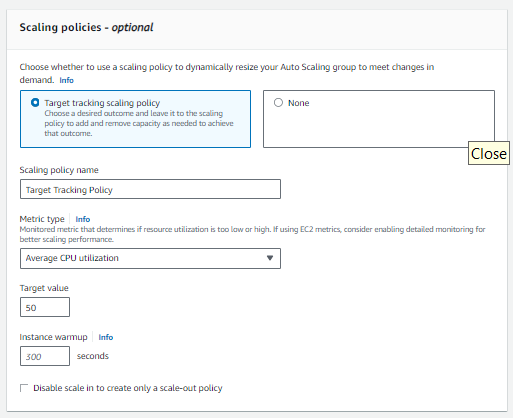 Scaling policies - optional
Choose whether to use a scaling policy to dynamically resize your Auto Scaling group to meet changes in
demand. Info
Target tracking scaling policy
Choose a desired outcome and leave it to the scaling
policy to add and remove capacity as needed to achieve
that outcome.
None
Close
Scaling policy name
Target Tracking Policy
Metric type Info
Monitored metric that determines if resource utilization is too low or high. If using EC2 metrics, consider enabling detailed monitoring for
better scaling performance.
Average CPU utilization
Target value
50
Instance warmup Info
300 seconds
Disable scale in to create only a scale-out policy